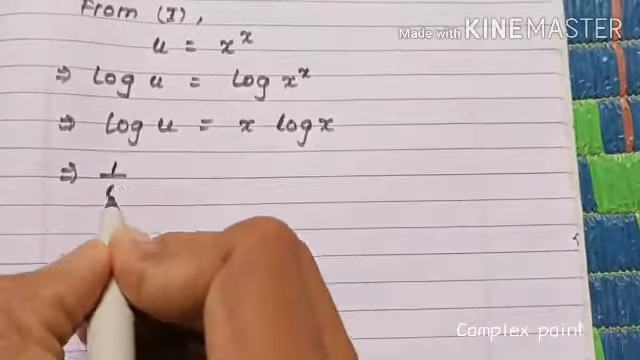 From (I),
Made with KINEMASTER
u = x^x
⇒ log u = log x^x
⇒ log u = x log x
⇒ 1/
Complex point